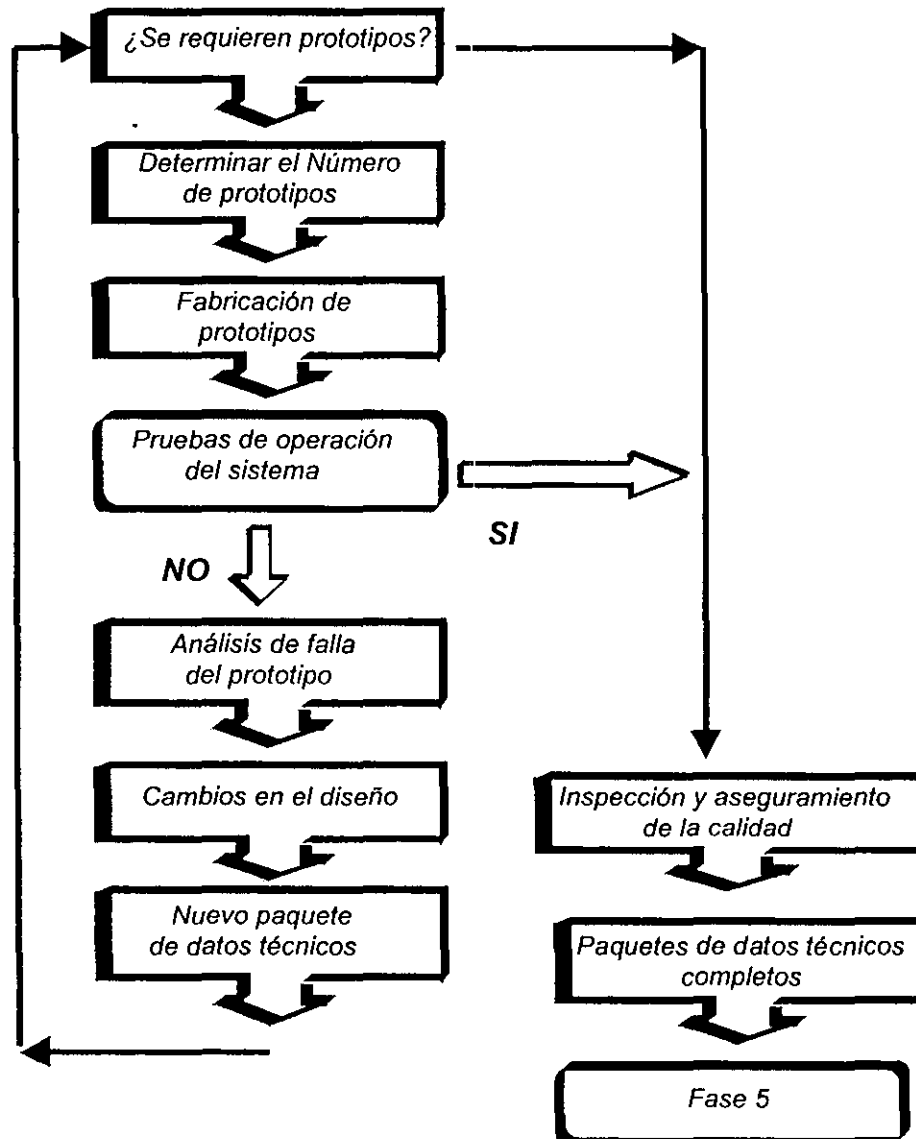 ¿Se requieren prototipos?
Determinar el Número
de prototipos
Fabricación de
prototipos
Pruebas de operación
del sistema
SI
NO
Análisis de falla
del prototipo
Cambios en el diseño
Nuevo paquete
de datos técnicos
Inspección y aseguramiento
de la calidad
Paquetes de datos técnicos
completos
Fase 5